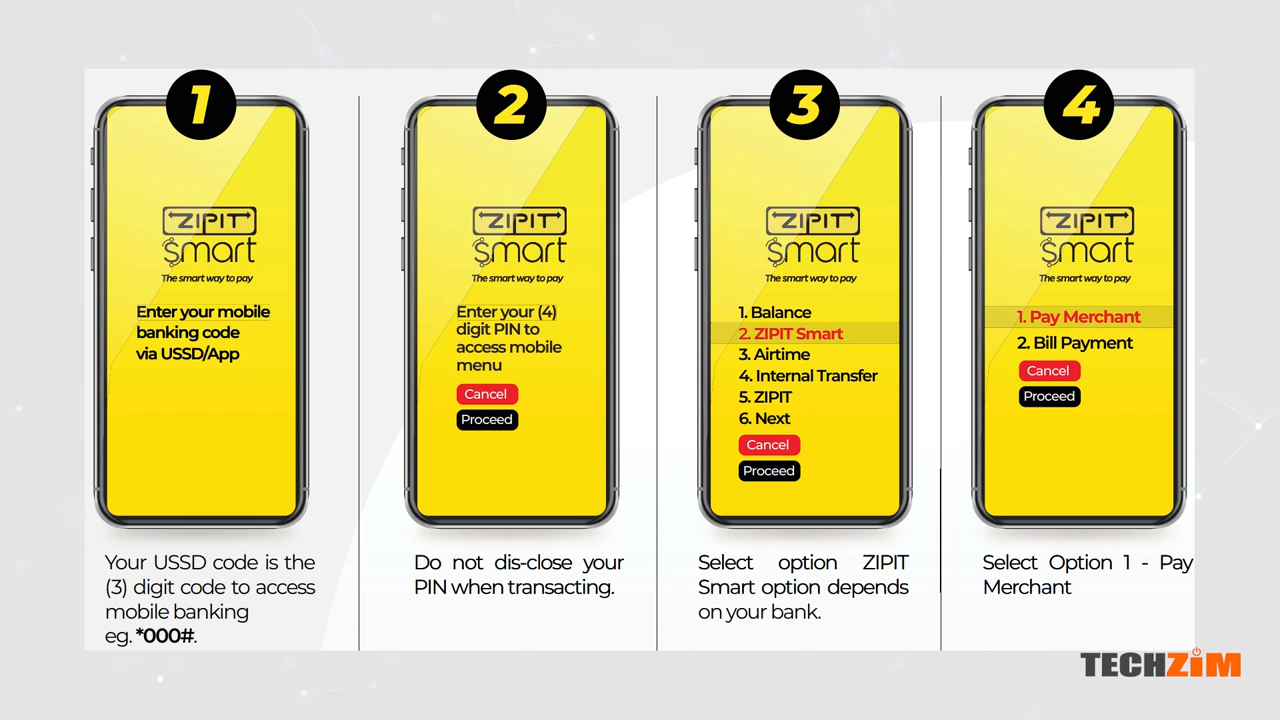 1
ZIPIT
$mart
The smart way to pay
Enter your mobile
banking code
via USSD/App
Your USSD code is the
(3) digit code to access
mobile banking
eg. *000#.
2
ZIPIT
$mart
The smart way to pay
Enter your (4)
digit PIN to
access mobile
menu
Cancel
Proceed
Do not dis-close your
PIN when transacting.
3
ZIPIT
$mart
The smart way to pay
1. Balance
2. ZIPIT Smart
3. Airtime
4. Internal Transfer
5. ZIPIT
6. Next
Cancel
Proceed
Select option ZIPIT
Smart option depends
on your bank.
4
ZIPIT
$mart
The smart way to pay
1. Pay Merchant
2. Bill Payment
Cancel
Proceed
Select Option 1 - Pay
Merchant
TECHZiM